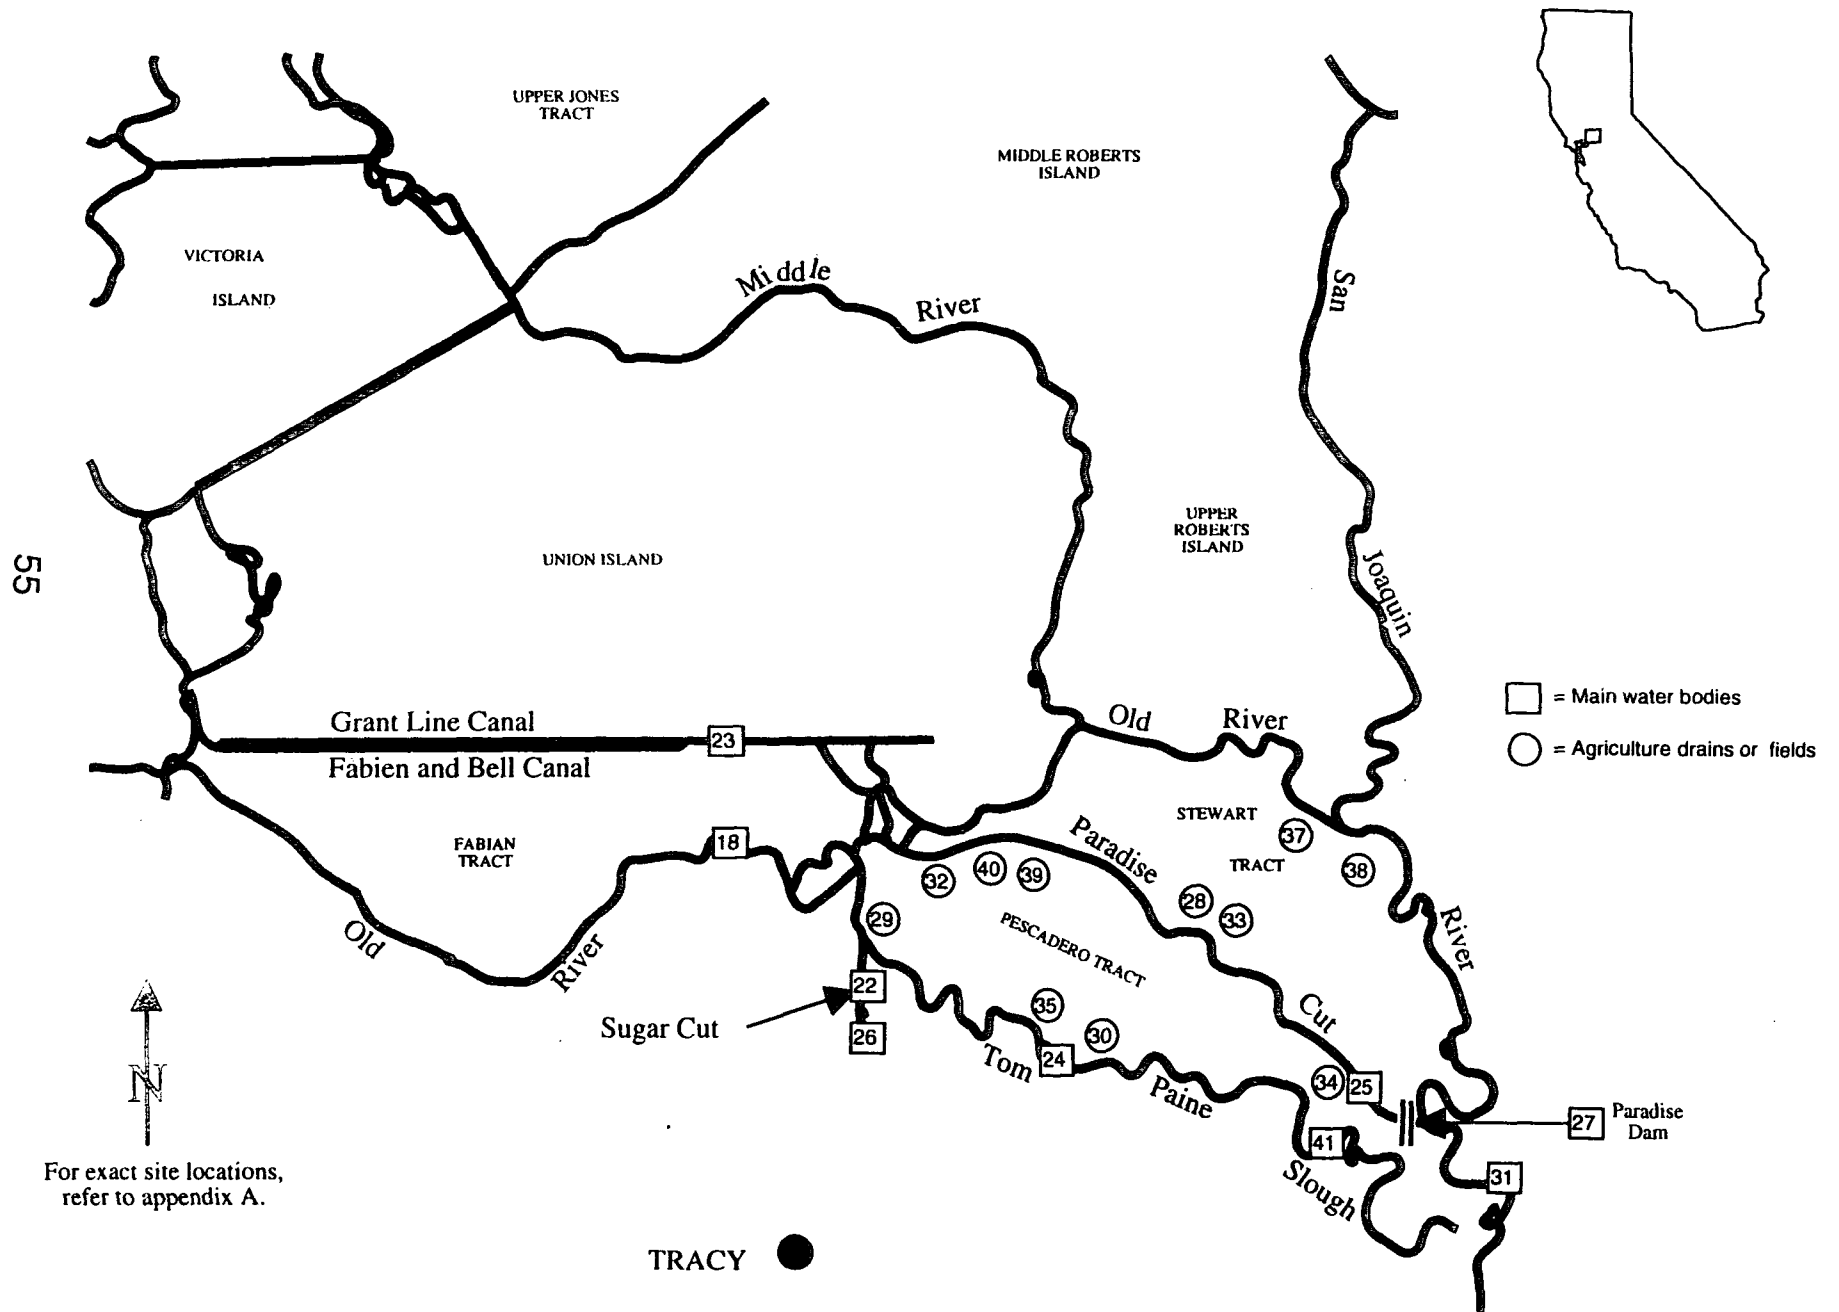 UPPER JONES
TRACT
MIDDLE ROBERTS
ISLAND
VICTORIA
ISLAND
Middle
River
San
UPPER
ROBERTS
ISLAND
UNION ISLAND
Joaquin
55
Grant Line Canal
23
Fabien and Bell Canal
Old
River
= Main water bodies
= Agriculture drains or fields
STEWART
TRACT
37
38
FABIAN
TRACT
18
Paradise
32
40
39
28
33
29
PESCADERO TRACT
Old
River
River
22
Sugar Cut
26
35
30
24
Tom
Paine
Cut
34
25
27
Paradise
Dam
41
31
Slough
N
For exact site locations,
refer to appendix A.
TRACY